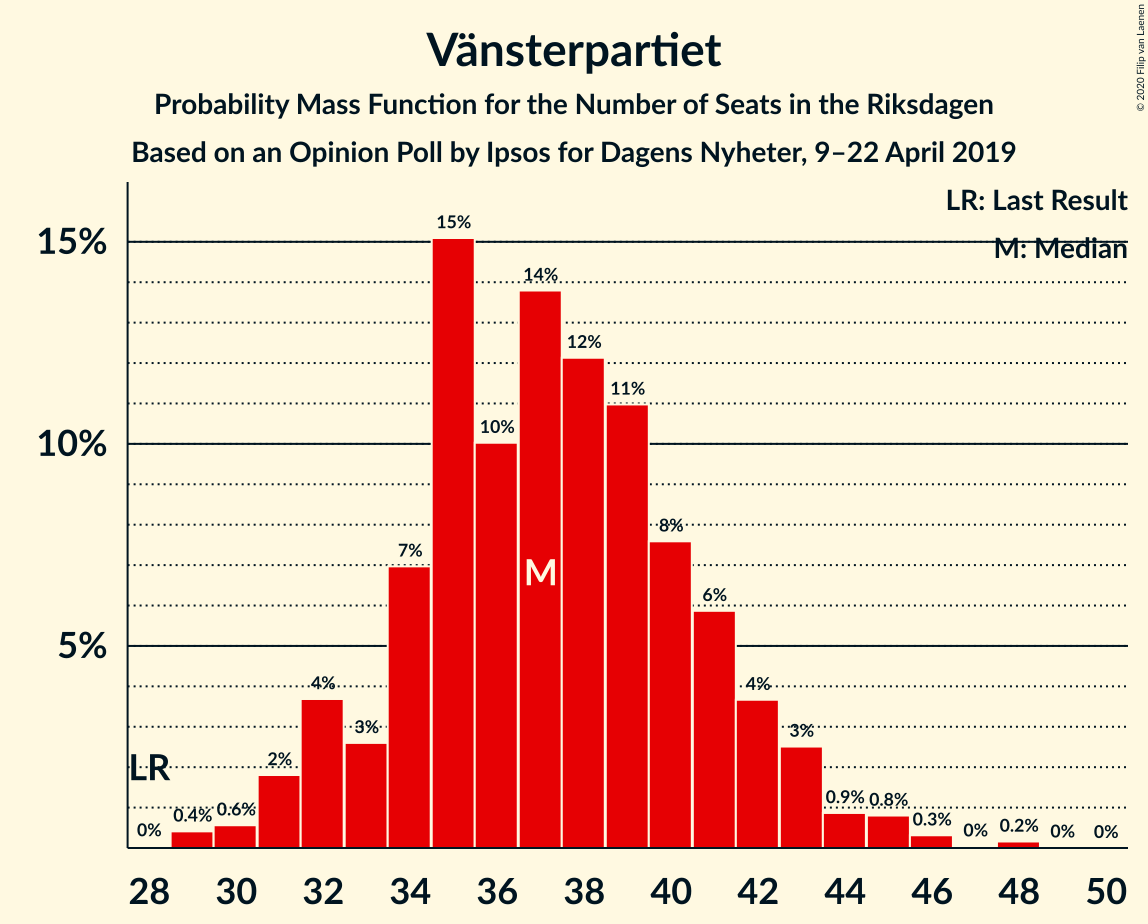 Vänsterpartiet
Probability Mass Function for the Number of Seats in the Riksdagen
Based on an Opinion Poll by Ipsos for Dagens Nyheter, 9–22 April 2019
© 2020 Filip van Laenen
LR: Last Result
M: Median
15%
10%
5%
0%
0.4%
0.6%
2%
4%
3%
7%
15%
10%
14%
12%
11%
8%
6%
4%
3%
0.9%
0.8%
0.3%
0%
0.2%
0%
0%
LR
M
28 30 32 34 36 38 40 42 44 46 48 50